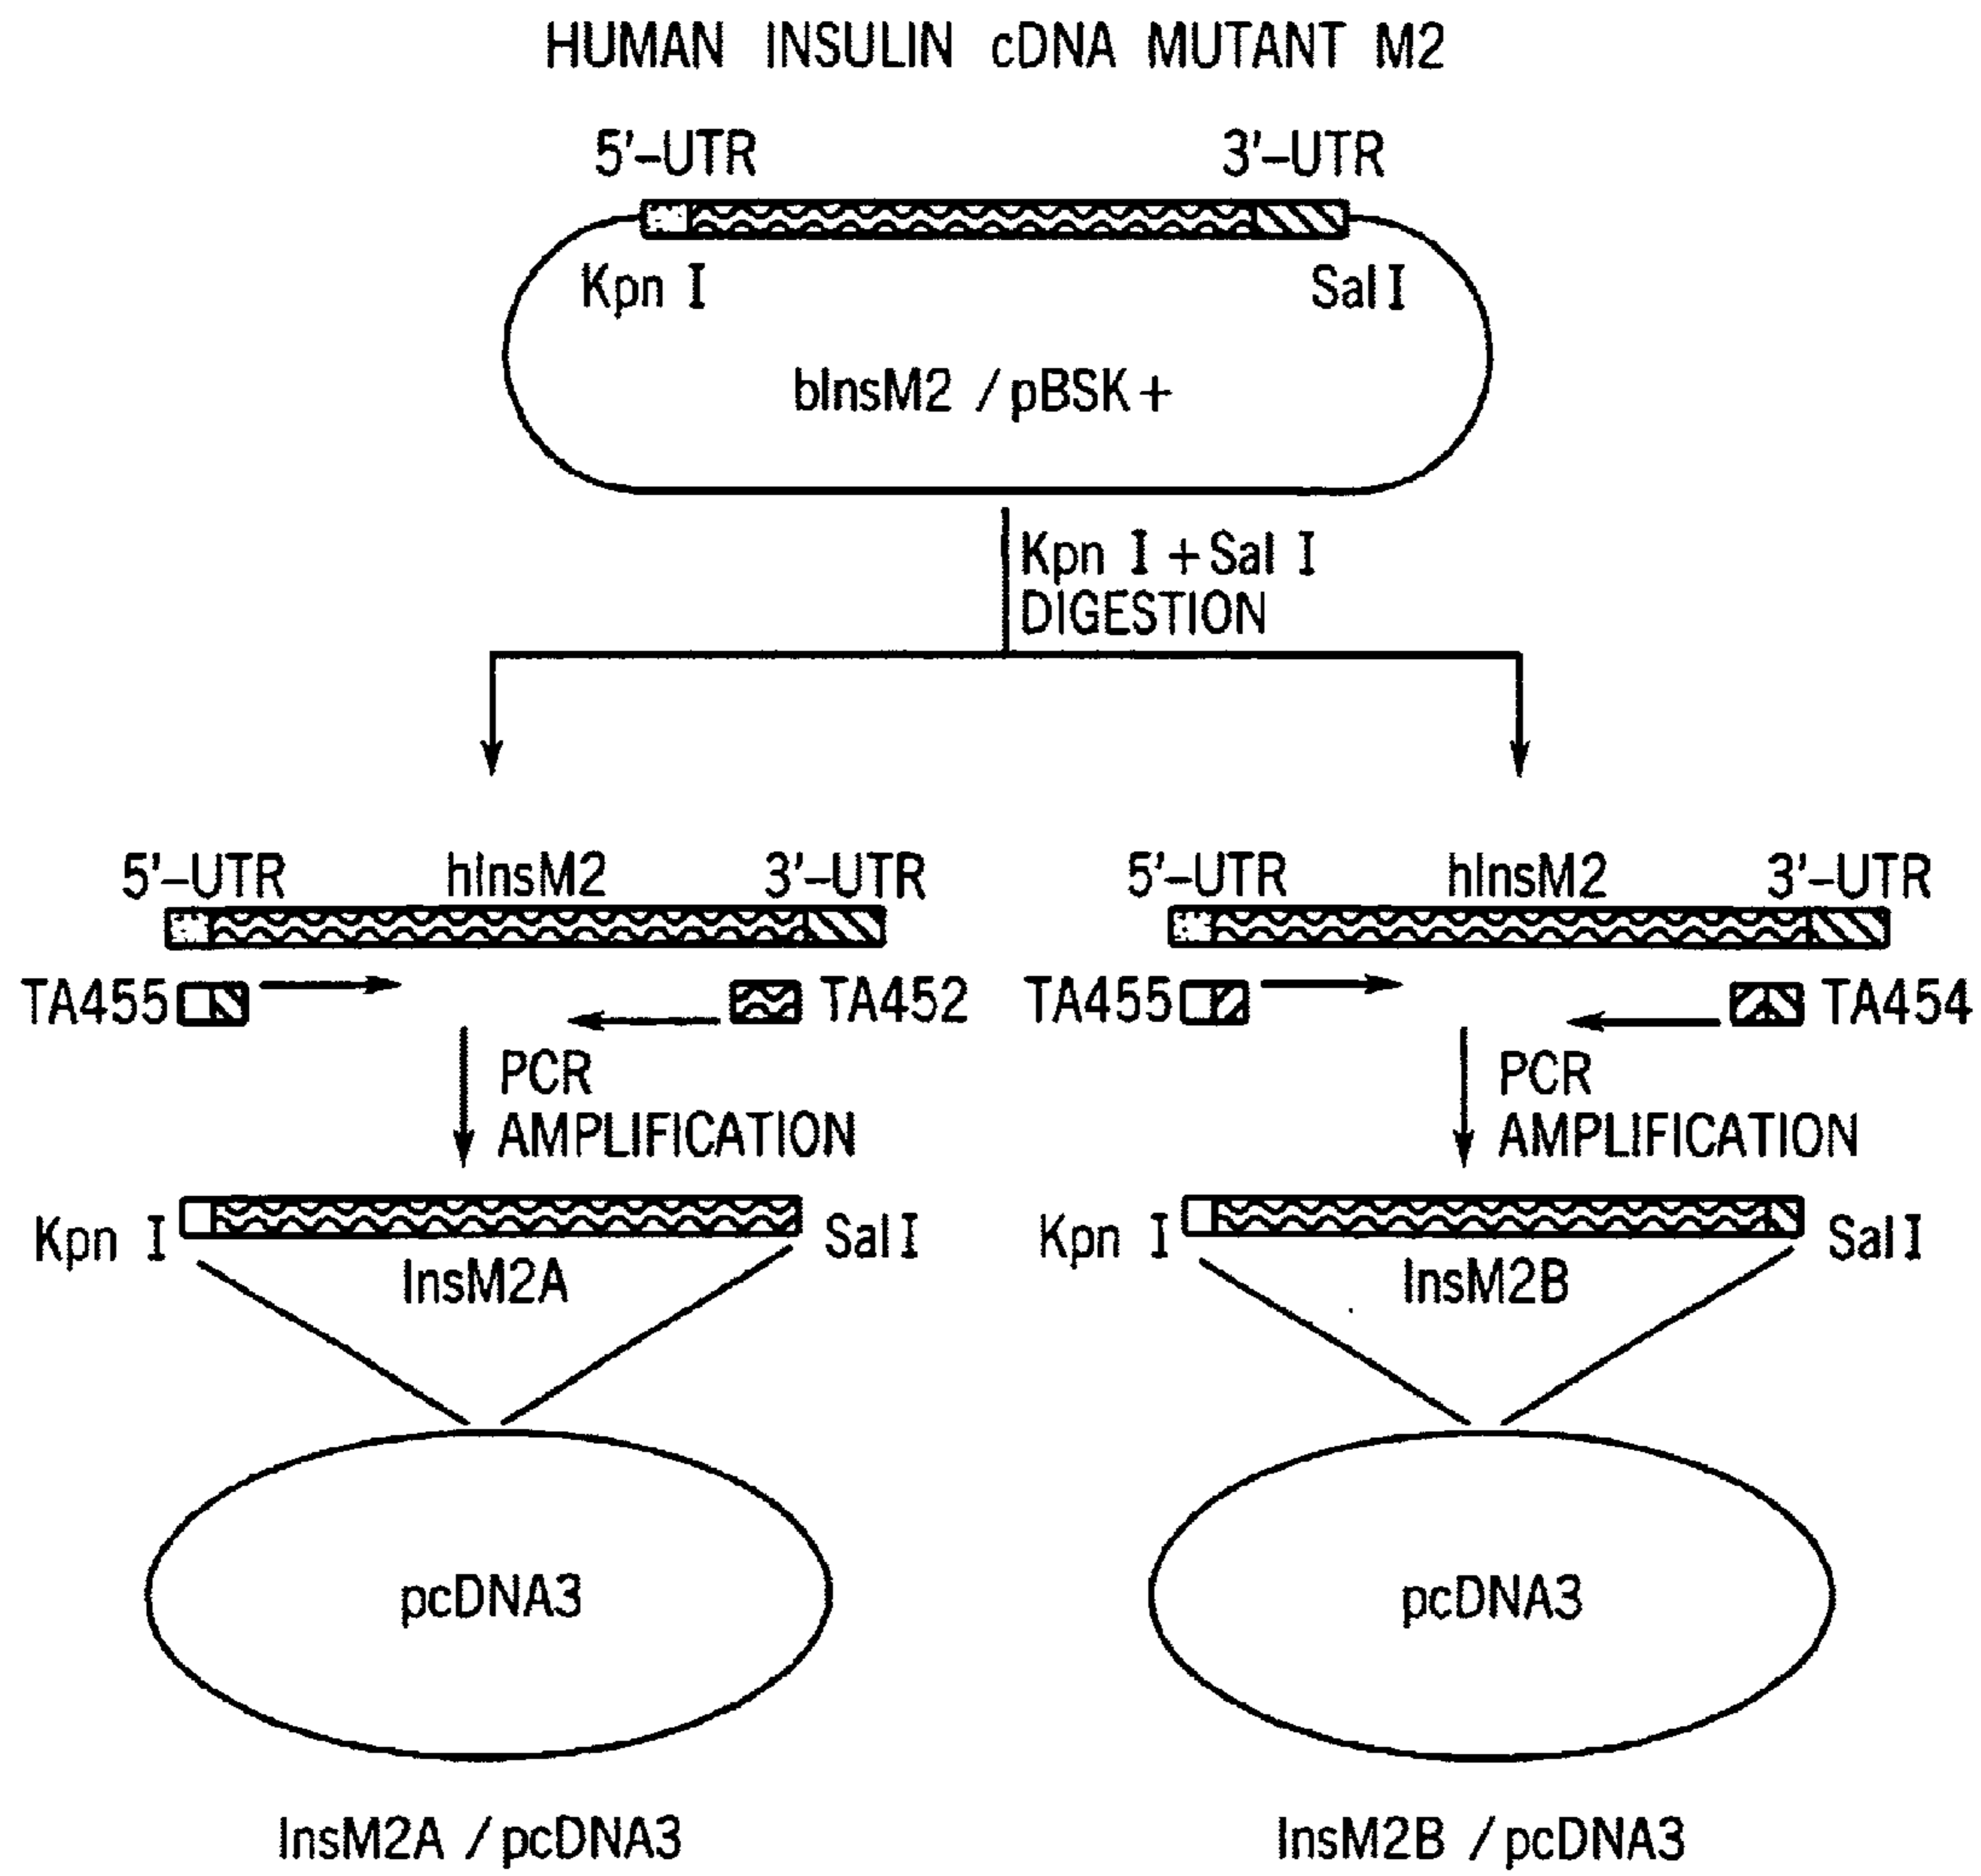 HUMAN INSULIN cDNA MUTANT M2
5'–UTR 3'–UTR
Kpn I Sal I
bInsM2 / pBSK+
Kpn I + Sal I
DIGESTION
5'–UTR hInsM2 3'–UTR
TA455 TA452
PCR
AMPLIFICATION
Kpn I Sal I
InsM2A
pcDNA3
InsM2A / pcDNA3
5'–UTR hInsM2 3'–UTR
TA455 TA454
PCR
AMPLIFICATION
Kpn I Sal I
InsM2B
pcDNA3
InsM2B / pcDNA3